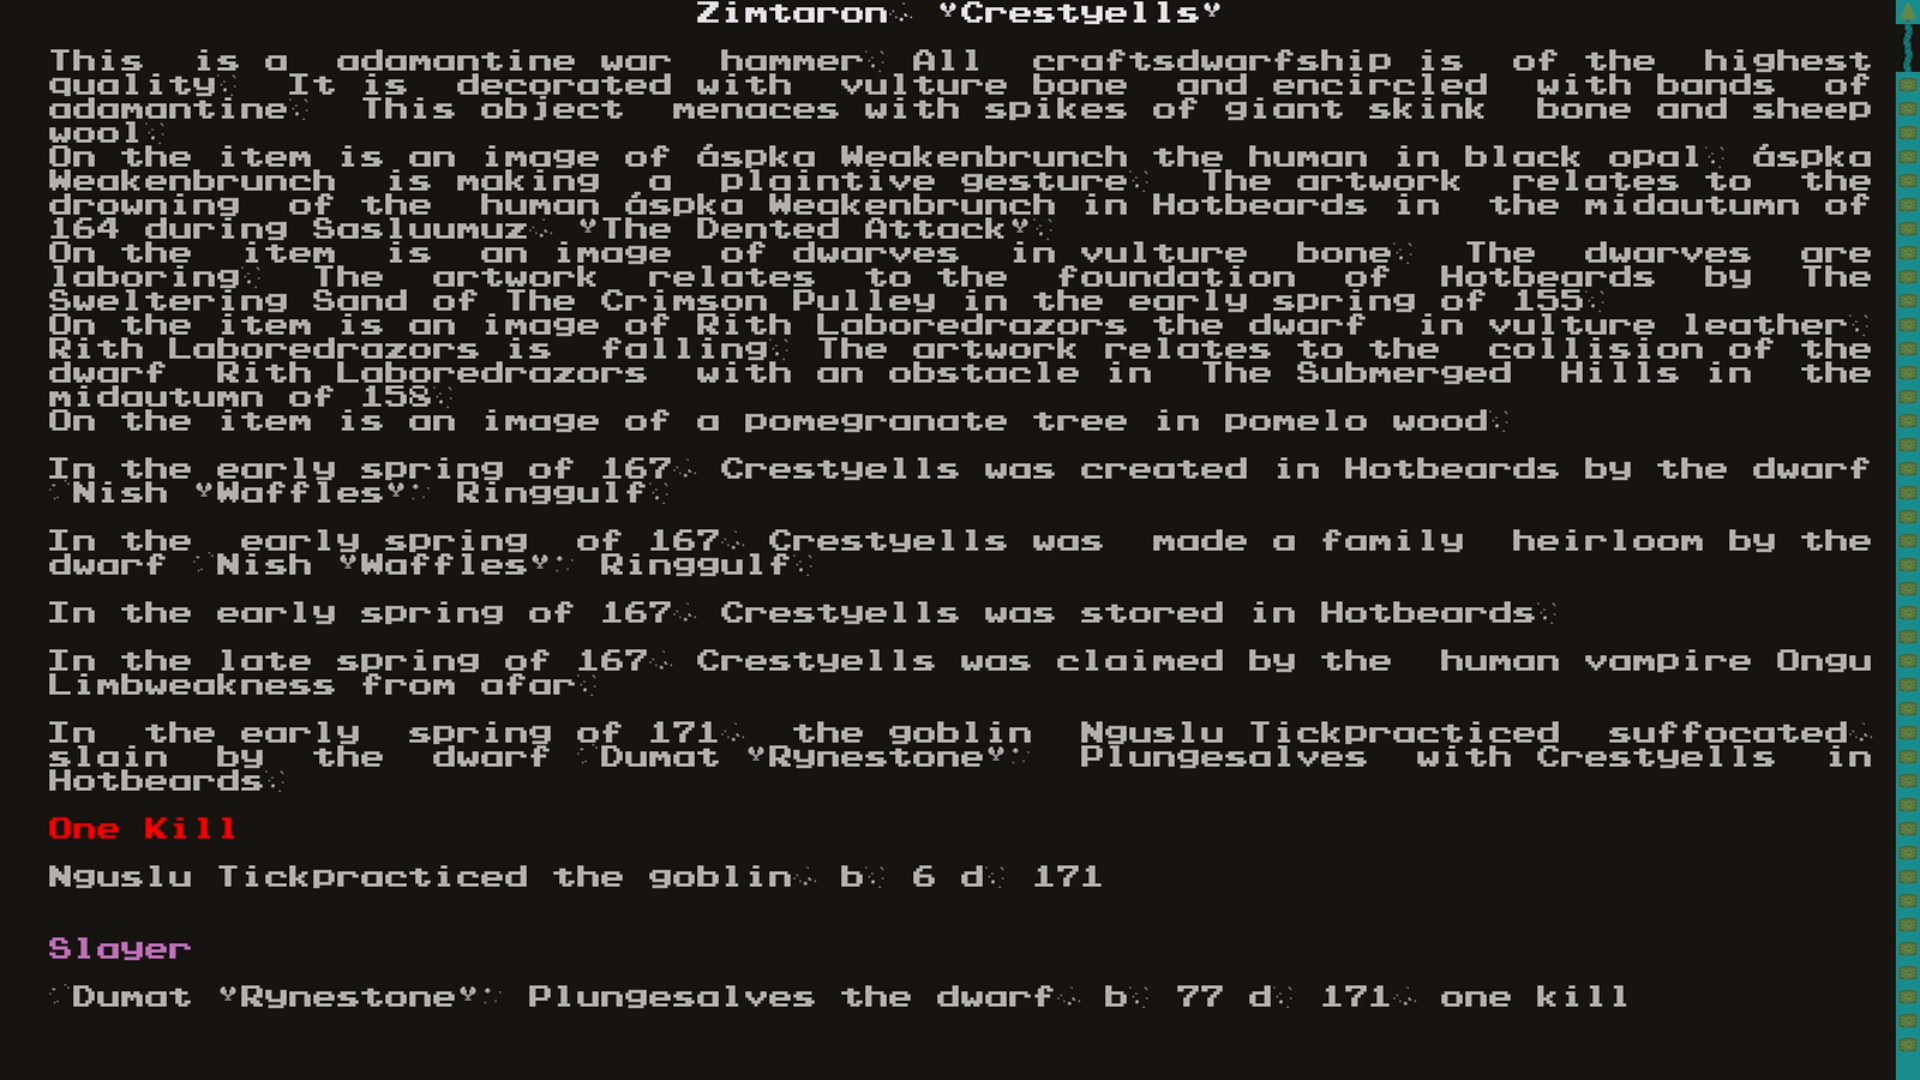 Zimtaron, "Crestyells"
This is a adamantine war hammer. All craftsdwarfship is of the highest
quality. It is decorated with vulture bone and encircled with bands of
adamantine. This object menaces with spikes of giant skink bone and sheep
wool.
On the item is an image of áspka Weakenbrunch the human in black opal. áspka
Weakenbrunch is making a plaintive gesture. The artwork relates to the
drowning of the human áspka Weakenbrunch in Hotbeards in the midautumn of
164 during Sasluumuz, "The Dented Attack".
On the item is an image of dwarves in vulture bone. The dwarves are
laboring. The artwork relates to the foundation of Hotbeards by The
Sweltering Sand of The Crimson Pulley in the early spring of 155.
On the item is an image of Rith Laboredrazors the dwarf in vulture leather.
Rith Laboredrazors is falling. The artwork relates to the collision of the
dwarf Rith Laboredrazors with an obstacle in The Submerged Hills in the
midautumn of 158.
On the item is an image of a pomegranate tree in pomelo wood.
In the early spring of 167, Crestyells was created in Hotbeards by the dwarf
`Nish "Waffles"' Ringgulf.
In the early spring of 167, Crestyells was made a family heirloom by the
dwarf `Nish "Waffles"' Ringgulf.
In the early spring of 167, Crestyells was stored in Hotbeards.
In the late spring of 167, Crestyells was claimed by the human vampire Ongu
Limbweakness from afar.
In the early spring of 171, the goblin Nguslu Tickpracticed suffocated,
slain by the dwarf `Dumat "Rynestone"' Plungesalves with Crestyells in
Hotbeards.
One Kill
Nguslu Tickpracticed the goblin, b. 6 d. 171
Slayer
`Dumat "Rynestone"' Plungesalves the dwarf, b. 77 d. 171, one kill